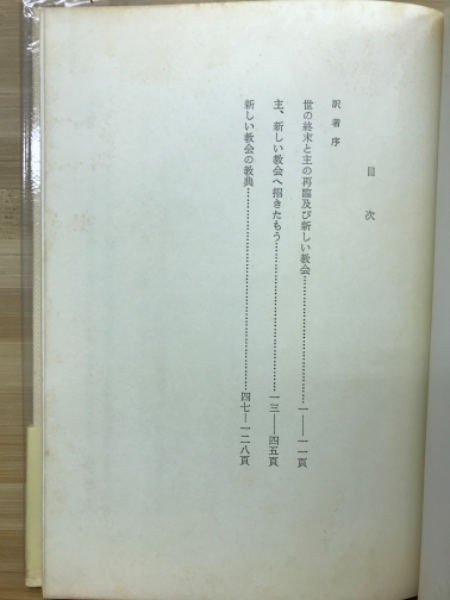 目次
訳者序
世の終末と主の再臨及び新しい教会……………………一——一一頁
主、新しい教会へ招きたもう……………………一三——四五頁
新しい教会の教典……………………四七—一二八頁